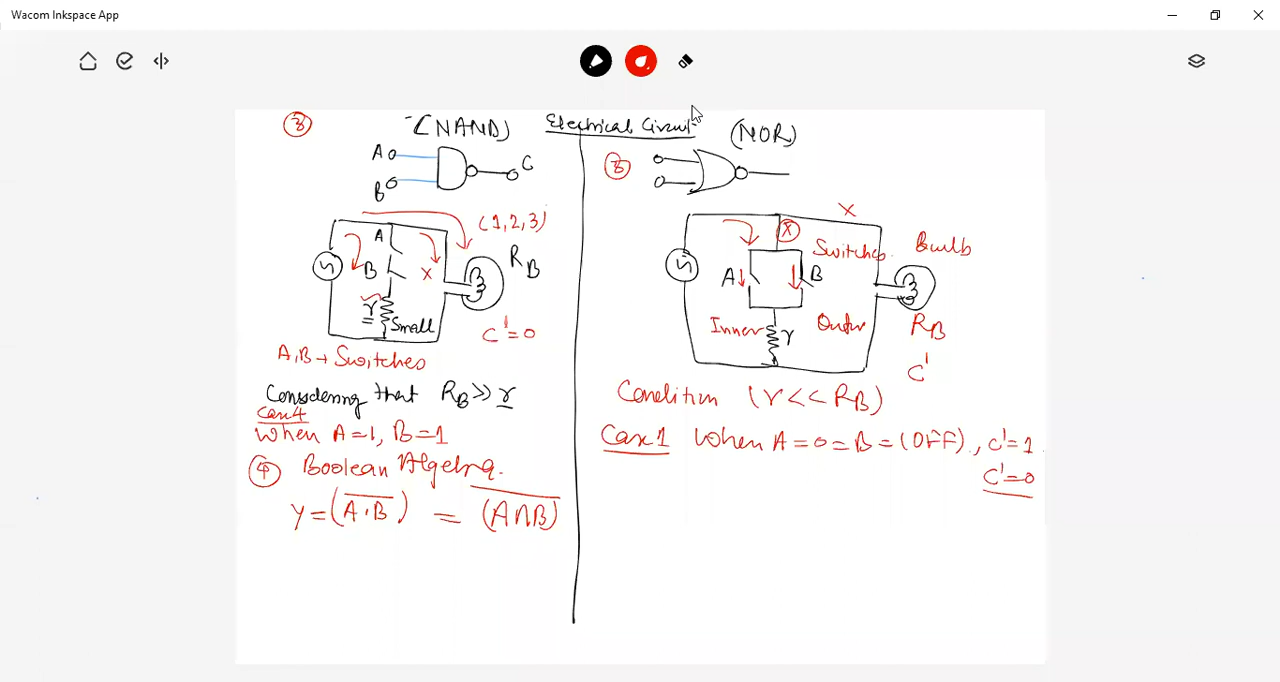 Wacom Inkspace App
Electrical Circuit
3
(NAND)
A
B
C
(1,2,3)
A
B
x
R_B
r
Small
C'=0
A,B → Switches
Considering that R_B >> r
Case 4
When A=1, B=1
4 Boolean Algebra.
Y=(\overline{A.B}) = \overline{(A∩B)}
(NOR)
3
x
x
Switches.
Bulb
A
B
Inner
r
Outer
R_B
C'
Condition (r << R_B)
Case 1 When A=0=B=(OFF), C'=1
C'=0